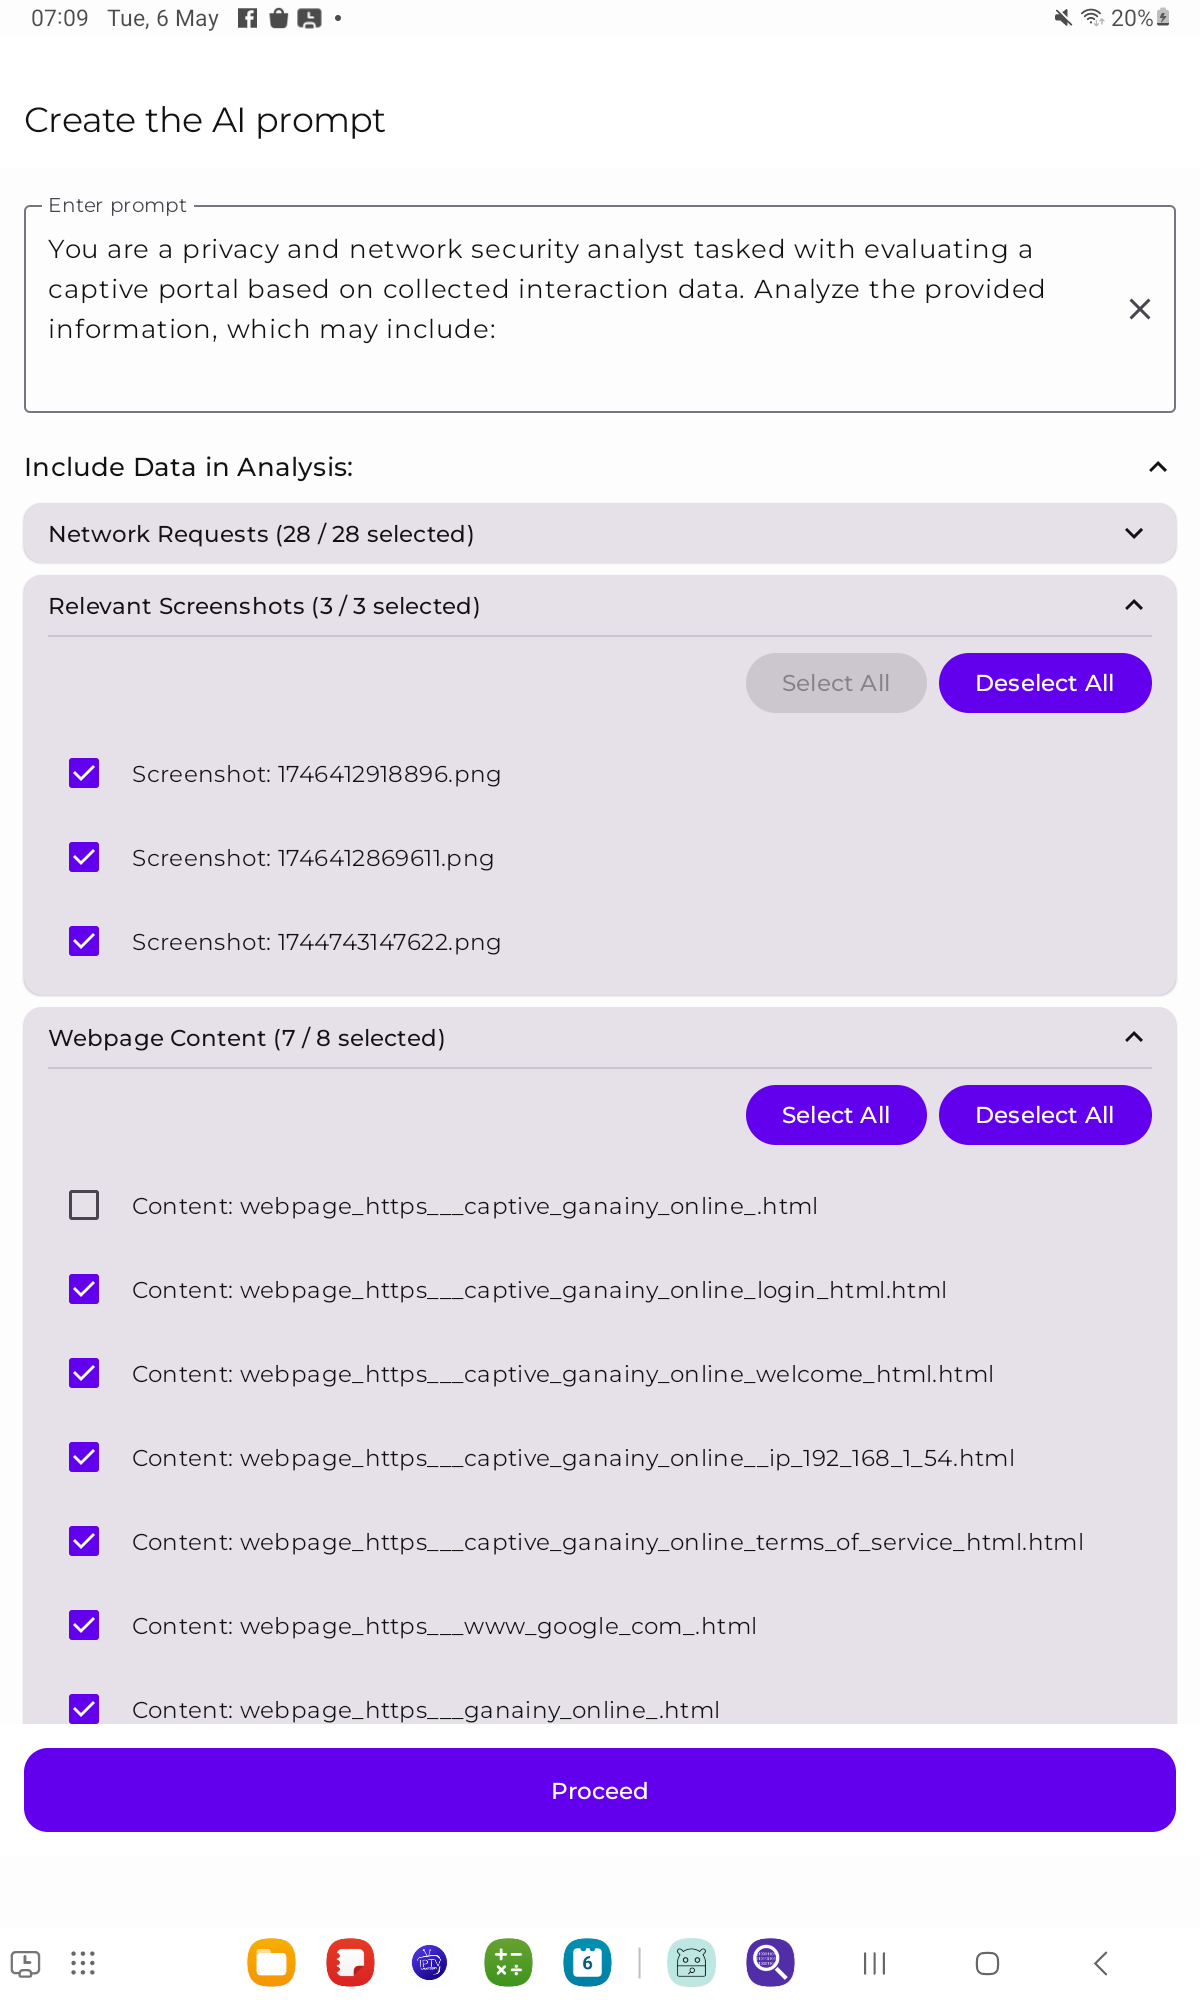 07:09 Tue, 6 May
20%
Create the AI prompt
Enter prompt
You are a privacy and network security analyst tasked with evaluating a
captive portal based on collected interaction data. Analyze the provided
information, which may include:
Include Data in Analysis:
Network Requests (28 / 28 selected)
Relevant Screenshots (3 / 3 selected)
Select All
Deselect All
Screenshot: 1746412918896.png
Screenshot: 1746412869611.png
Screenshot: 1744743147622.png
Webpage Content (7 / 8 selected)
Select All
Deselect All
Content: webpage_https___captive_ganainy_online_.html
Content: webpage_https___captive_ganainy_online_login_html.html
Content: webpage_https___captive_ganainy_online_welcome_html.html
Content: webpage_https___captive_ganainy_online__ip_192_168_1_54.html
Content: webpage_https___captive_ganainy_online_terms_of_service_html.html
Content: webpage_https___www_google_com_.html
Content: webpage_https___ganainy_online_.html
Proceed
IPTV
6